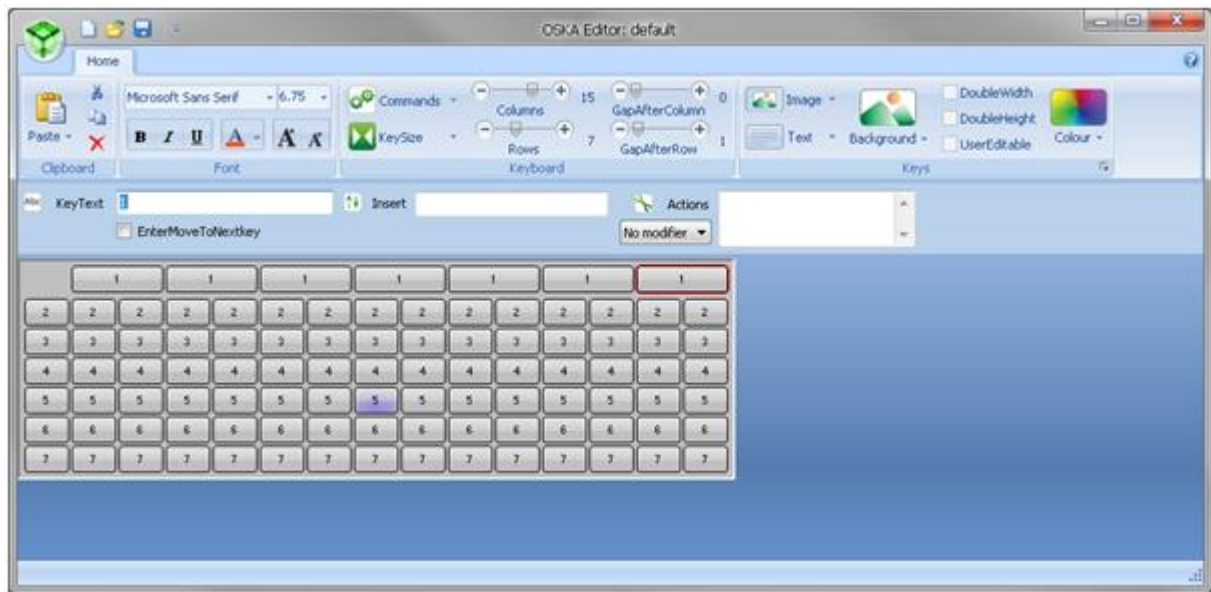 OSKA Editor: default
Home
Paste
Clipboard
Microsoft Sans Serif 6.75
B I U A A A
Font
Commands
KeySize
Columns 15
Rows 7
GapAfterColumn 0
GapAfterRow 1
Keyboard
Image
Text
Background
DoubleWidth
DoubleHeight
UserEditable
Colour
Keys
Abc KeyText 1
EnterMoveToNextkey
Insert
Actions
No modifier
1 1 1 1 1 1 1
2 2 2 2 2 2 2 2 2 2 2 2 2 2 2
3 3 3 3 3 3 3 3 3 3 3 3 3 3 3
4 4 4 4 4 4 4 4 4 4 4 4 4 4 4
5 5 5 5 5 5 5 5 5 5 5 5 5 5 5
6 6 6 6 6 6 6 6 6 6 6 6 6 6 6
7 7 7 7 7 7 7 7 7 7 7 7 7 7 7